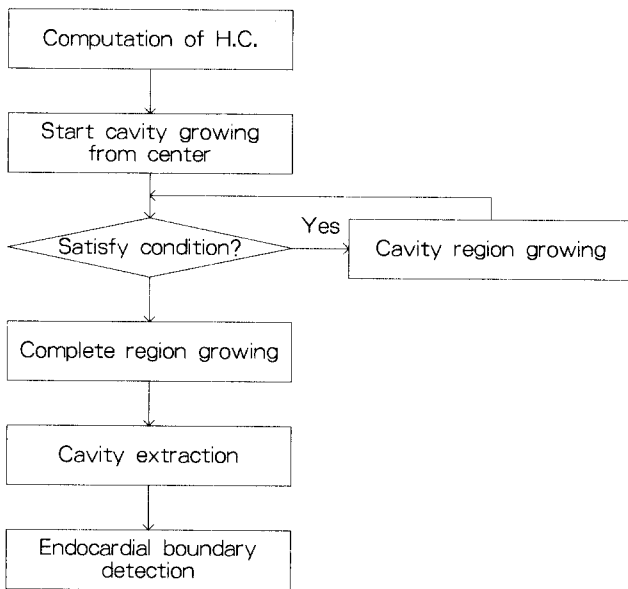 Computation of H.C.
Start cavity growing
from center
Yes
Satisfy condition?
Cavity region growing
Complete region growing
Cavity extraction
Endocardial boundary
detection